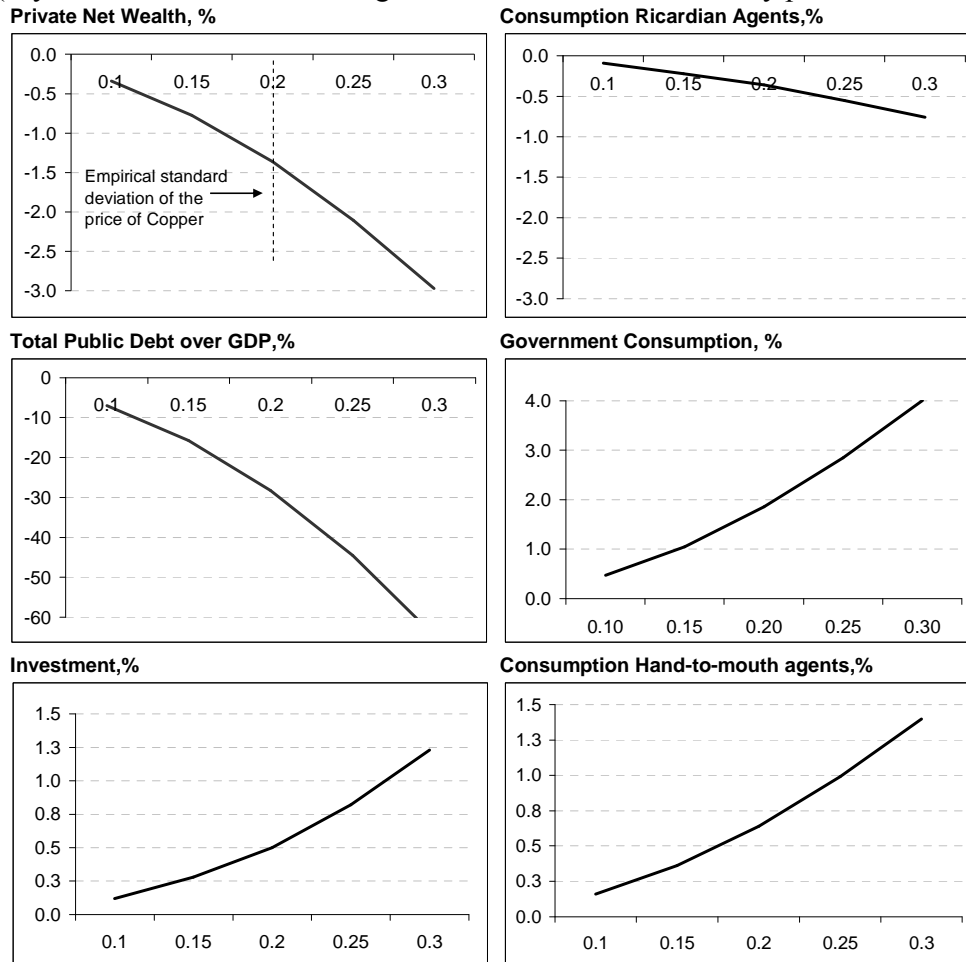 Private Net Wealth, %
0.0
-0.5
-1.0
-1.5
-2.0
-2.5
-3.0
0.1 0.15 0.2 0.25 0.3
Empirical standard
deviation of the
price of Copper
Consumption Ricardian Agents,%
0.0
-0.5
-1.0
-1.5
-2.0
-2.5
-3.0
0.1 0.15 0.2 0.25 0.3
Total Public Debt over GDP,%
0
-10
-20
-30
-40
-50
-60
0.1 0.15 0.2 0.25 0.3
Government Consumption, %
4.0
3.0
2.0
1.0
0.0
0.10 0.15 0.20 0.25 0.30
Investment,%
1.5
1.3
1.0
0.8
0.5
0.3
0.0
0.1 0.15 0.2 0.25 0.3
Consumption Hand-to-mouth agents,%
1.5
1.3
1.0
0.8
0.5
0.3
0.0
0.1 0.15 0.2 0.25 0.3